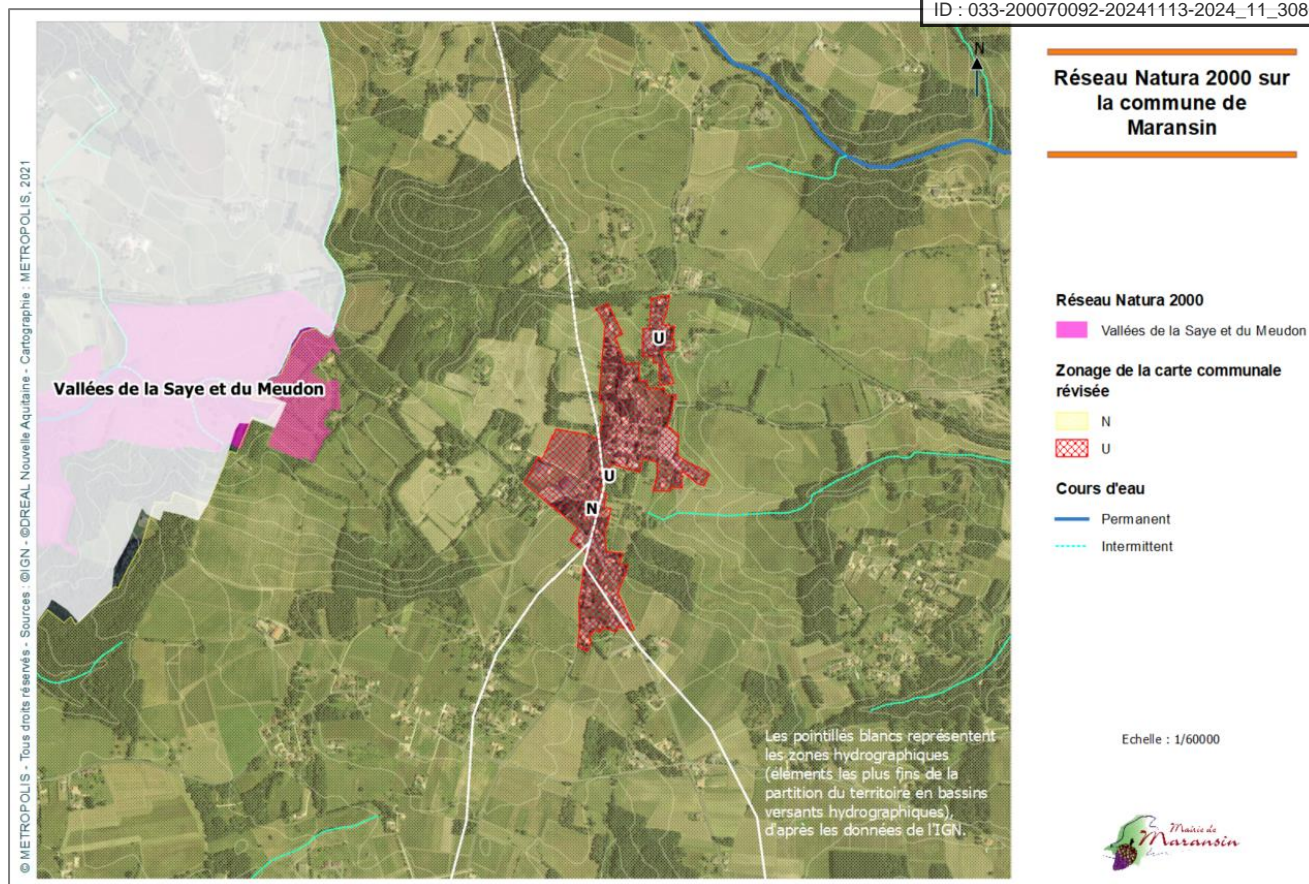 ID : 033-200070092-20241113-2024_11_308
N
Réseau Natura 2000 sur
la commune de
Maransin
© METROPOLIS - Tous droits réservés - Sources : ©IGN - ©DREAL Nouvelle Aquitaine - Cartographie : METROPOLIS, 2021
Vallées de la Saye et du Meudon
U
U
N
Les pointillés blancs représentent
les zones hydrographiques
(éléments les plus fins de la
partition du territoire en bassins
versants hydrographiques),
d'après les données de l'IGN.
Réseau Natura 2000
Vallées de la Saye et du Meudon
Zonage de la carte communale
révisée
N
U
Cours d'eau
Permanent
Intermittent
Echelle : 1/60000
Mairie de
Maransin